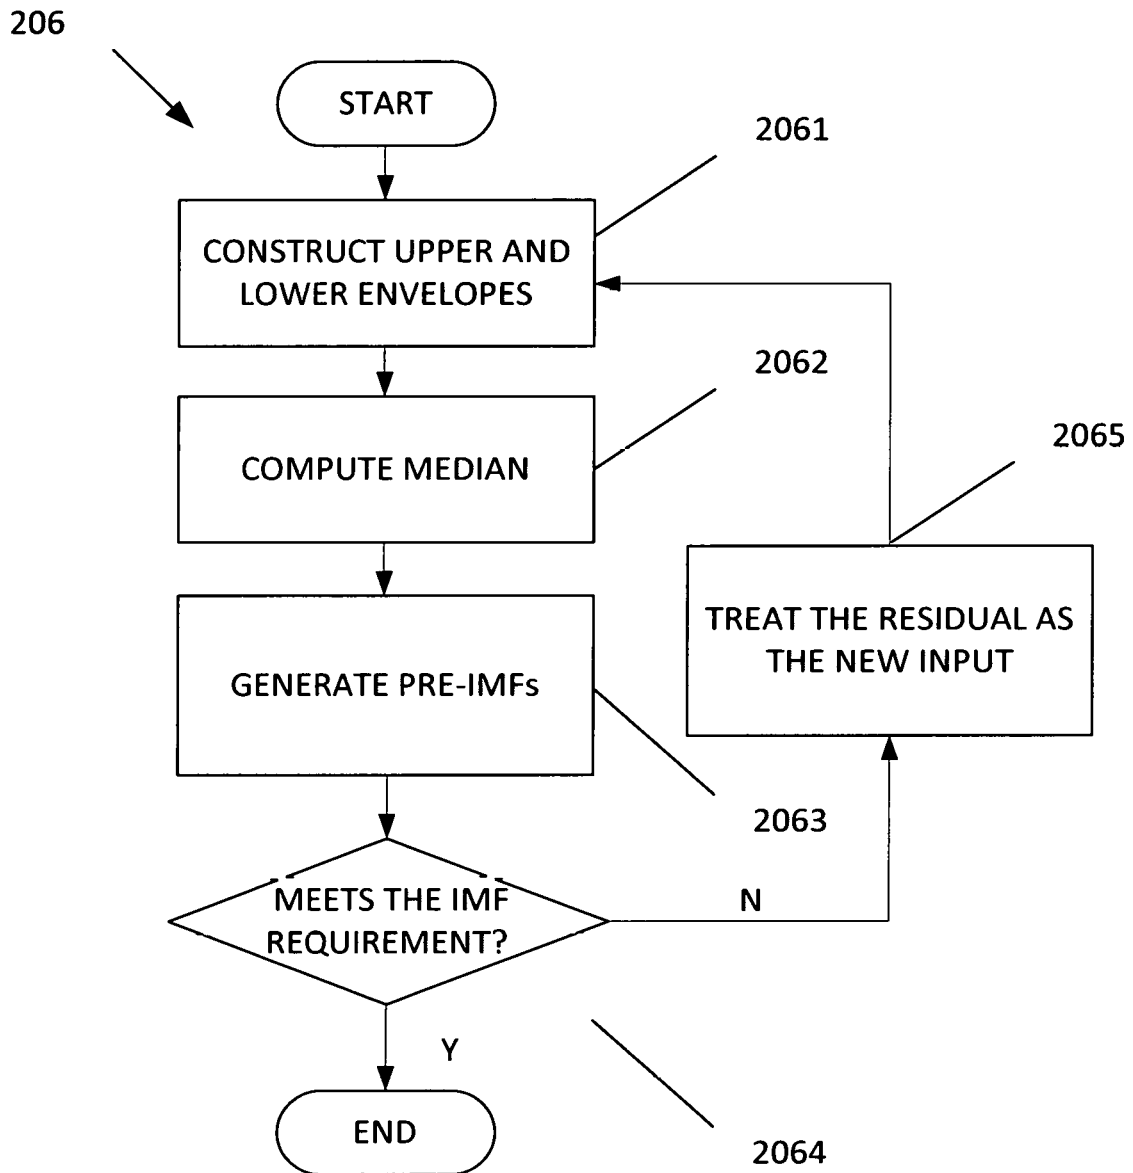 206
START
2061
CONSTRUCT UPPER AND
LOWER ENVELOPES
2062
COMPUTE MEDIAN
2065
TREAT THE RESIDUAL AS
THE NEW INPUT
GENERATE PRE-IMFs
2063
MEETS THE IMF
REQUIREMENT?
N
Y
END
2064